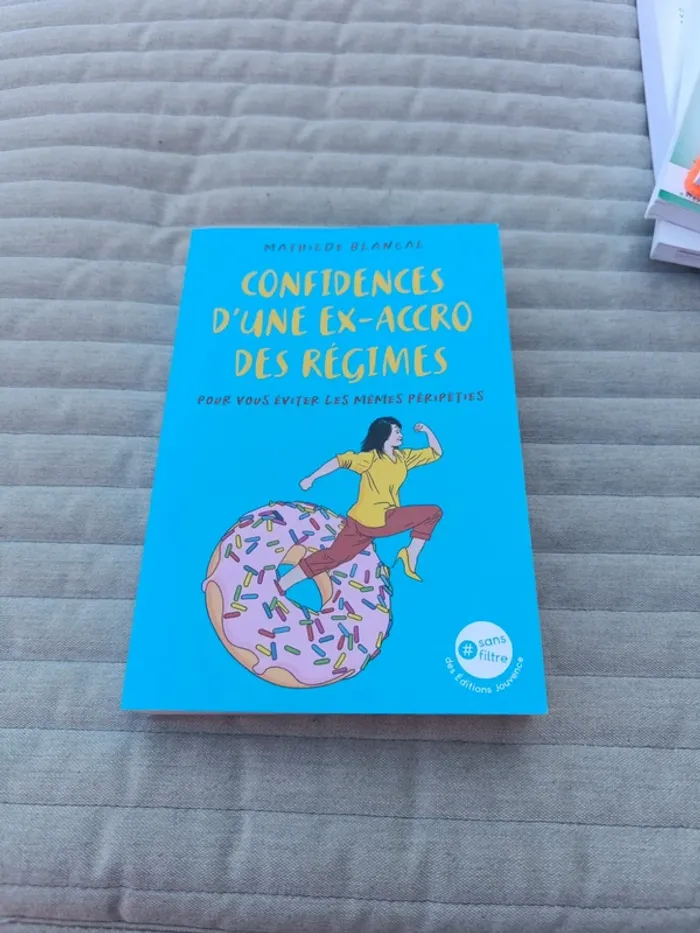 MATHILDE BLANCAL
CONFIDENCES
D'UNE EX-ACCRO
DES RÉGIMES
POUR VOUS ÉVITER LES MÊMES PÉRIPÉTIES
# sans
filtre
des Éditions Jouvence